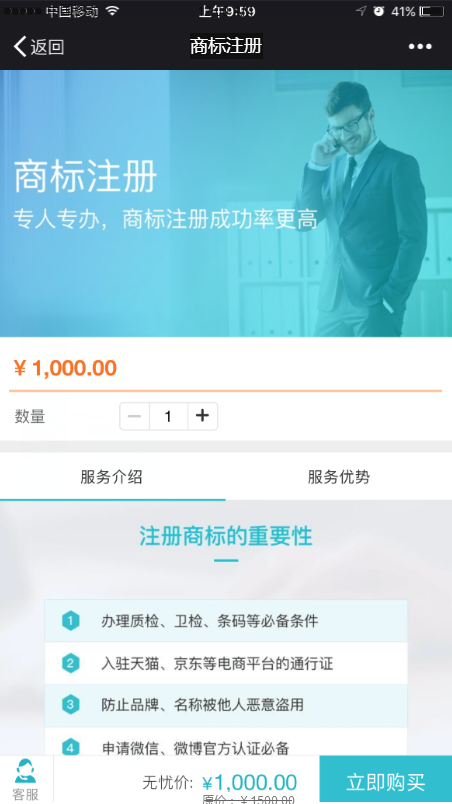 中国移动 上午9:59 41%
返回 商标注册
商标注册
专人专办，商标注册成功率更高
¥ 1,000.00
数量 1
服务介绍 服务优势
注册商标的重要性
1 办理质检、卫检、条码等必备条件
2 入驻天猫、京东等电商平台的通行证
3 防止品牌、名称被他人恶意盗用
4 申请微信、微博官方认证必备
客服
无忧价: ¥1,000.00
原价：￥1500.00
立即购买